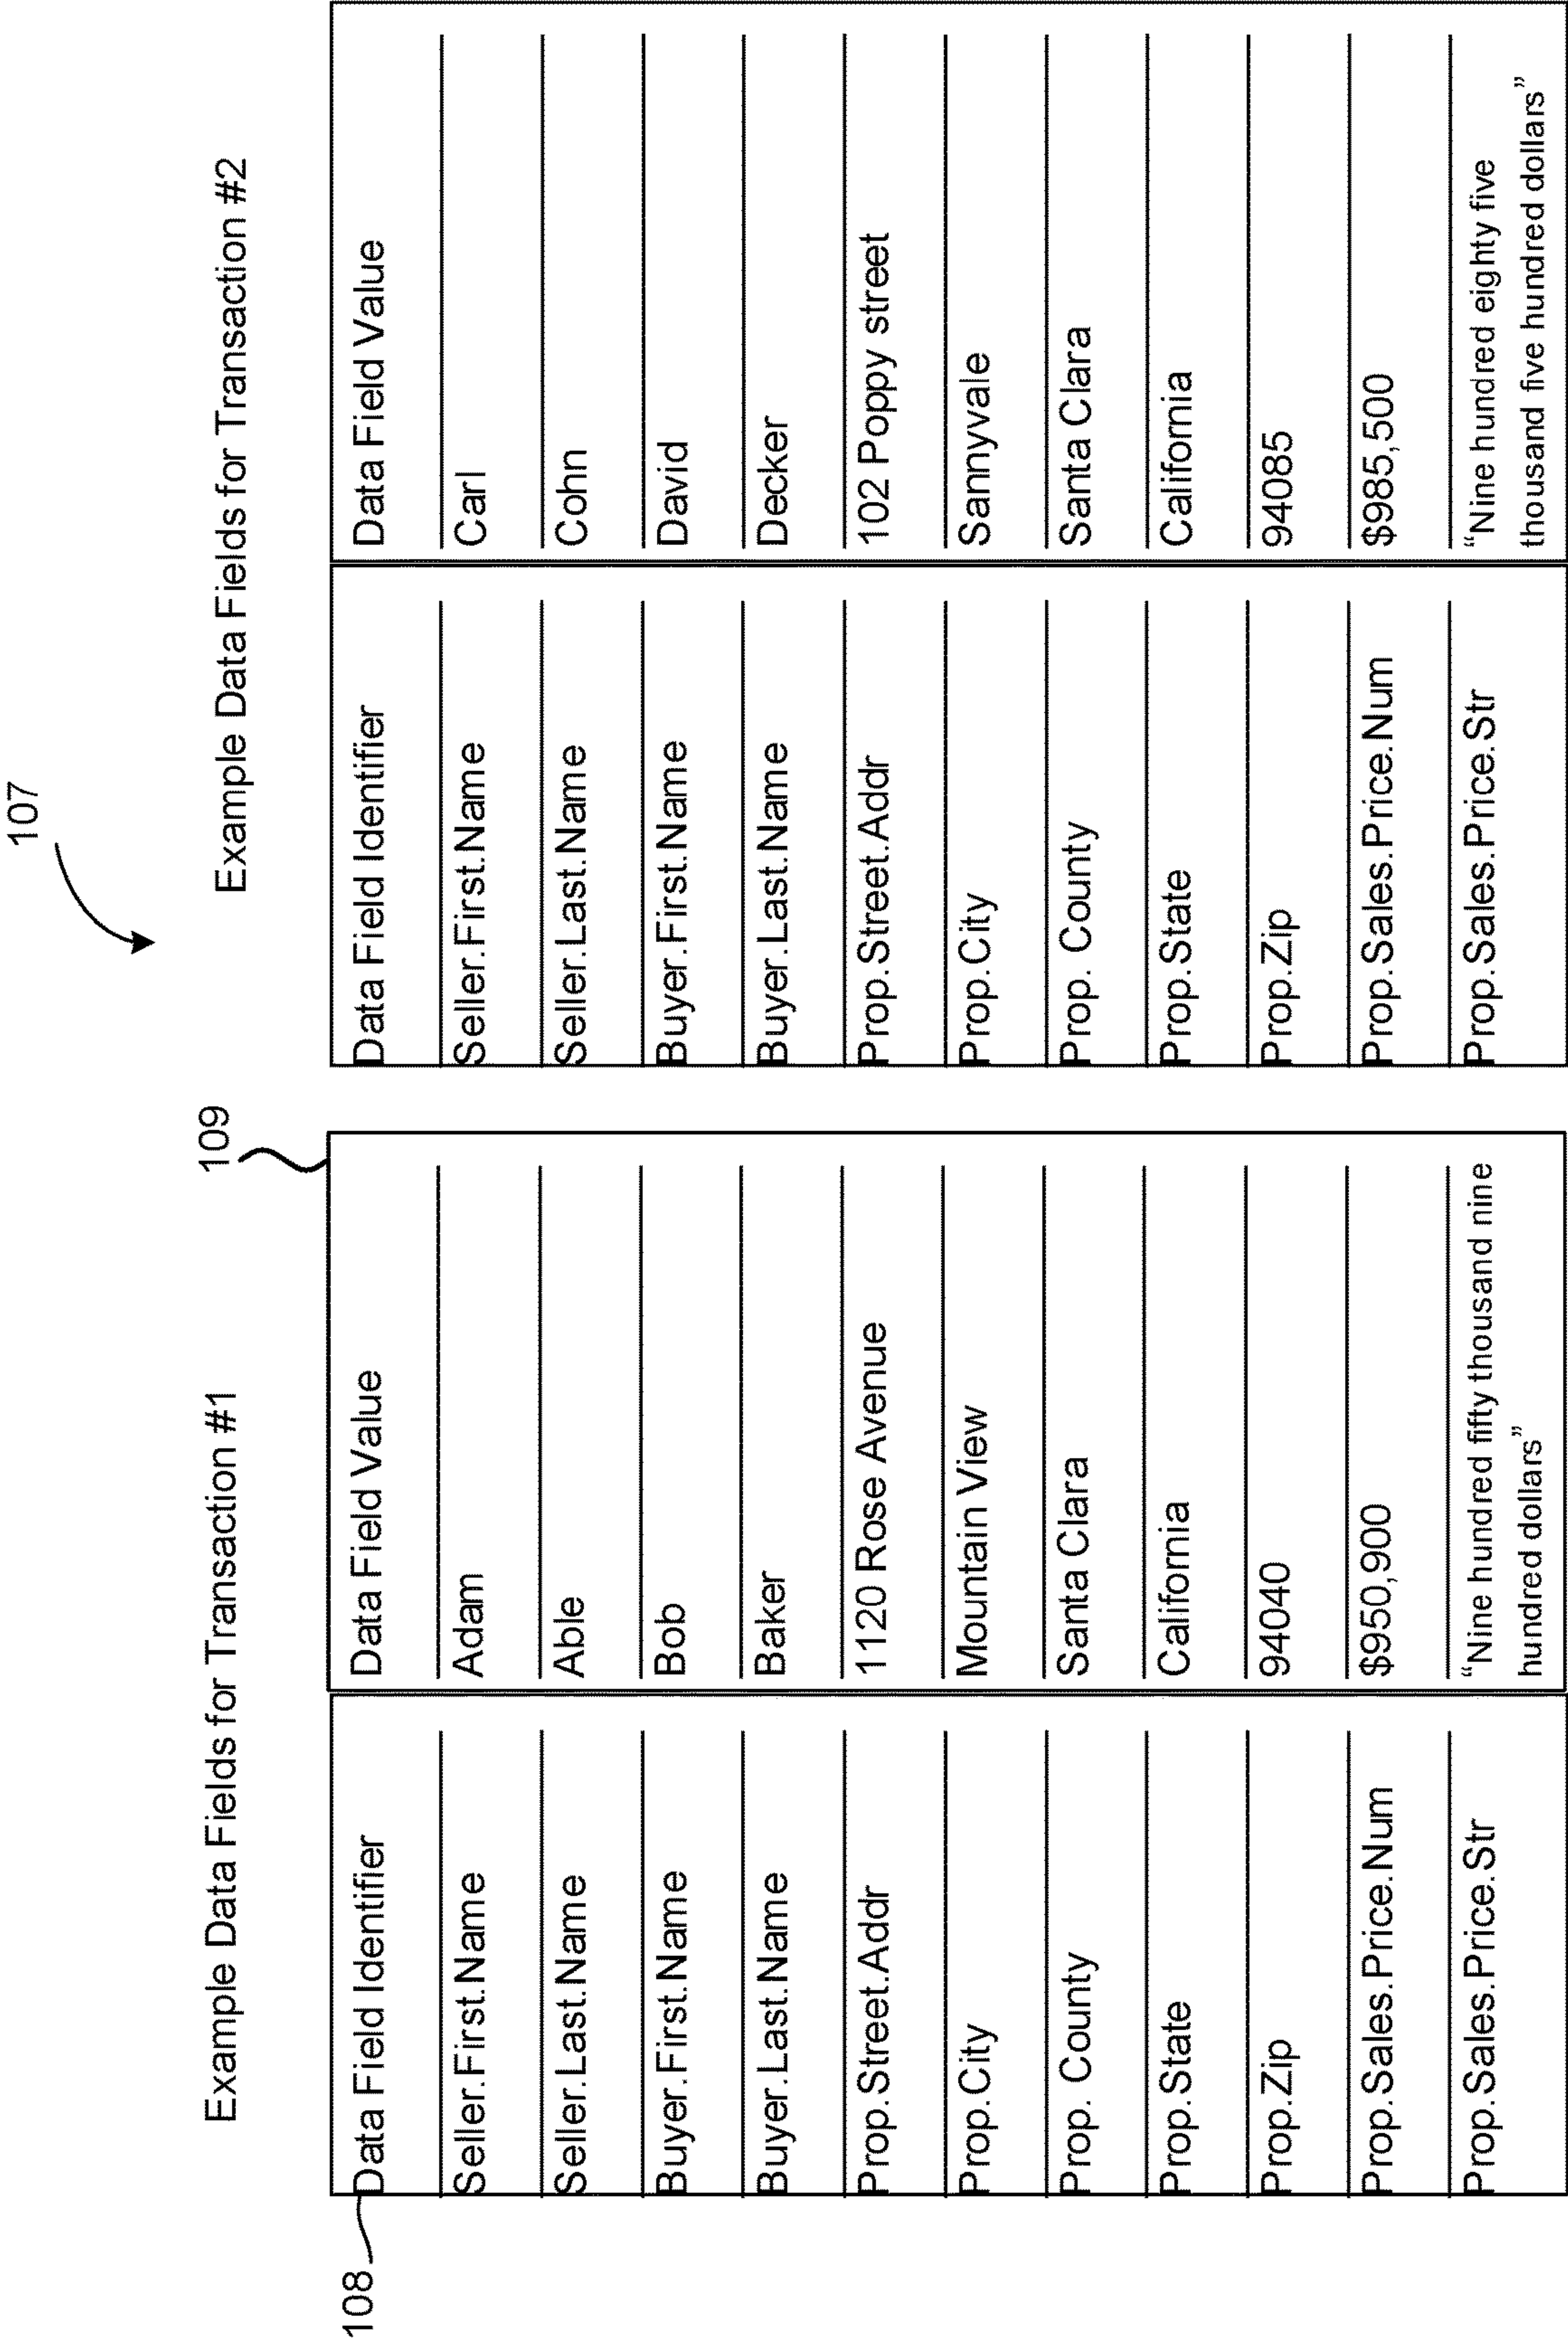 107
Example Data Fields for Transaction #1
108
Data Field Identifier
Seller.First.Name
Seller.Last.Name
Buyer.First.Name
Buyer.Last.Name
Prop.Street.Addr
Prop.City
Prop. County
Prop.State
Prop.Zip
Prop.Sales.Price.Num
Prop.Sales.Price.Str
109
Data Field Value
Adam
Able
Bob
Baker
1120 Rose Avenue
Mountain View
Santa Clara
California
94040
$950,900
“Nine hundred fifty thousand nine
hundred dollars”
Example Data Fields for Transaction #2
Data Field Identifier
Seller.First.Name
Seller.Last.Name
Buyer.First.Name
Buyer.Last.Name
Prop.Street.Addr
Prop.City
Prop. County
Prop.State
Prop.Zip
Prop.Sales.Price.Num
Prop.Sales.Price.Str
Data Field Value
Carl
Cohn
David
Decker
102 Poppy street
Sannyvale
Santa Clara
California
94085
$985,500
“Nine hundred eighty five
thousand five hundred dollars”